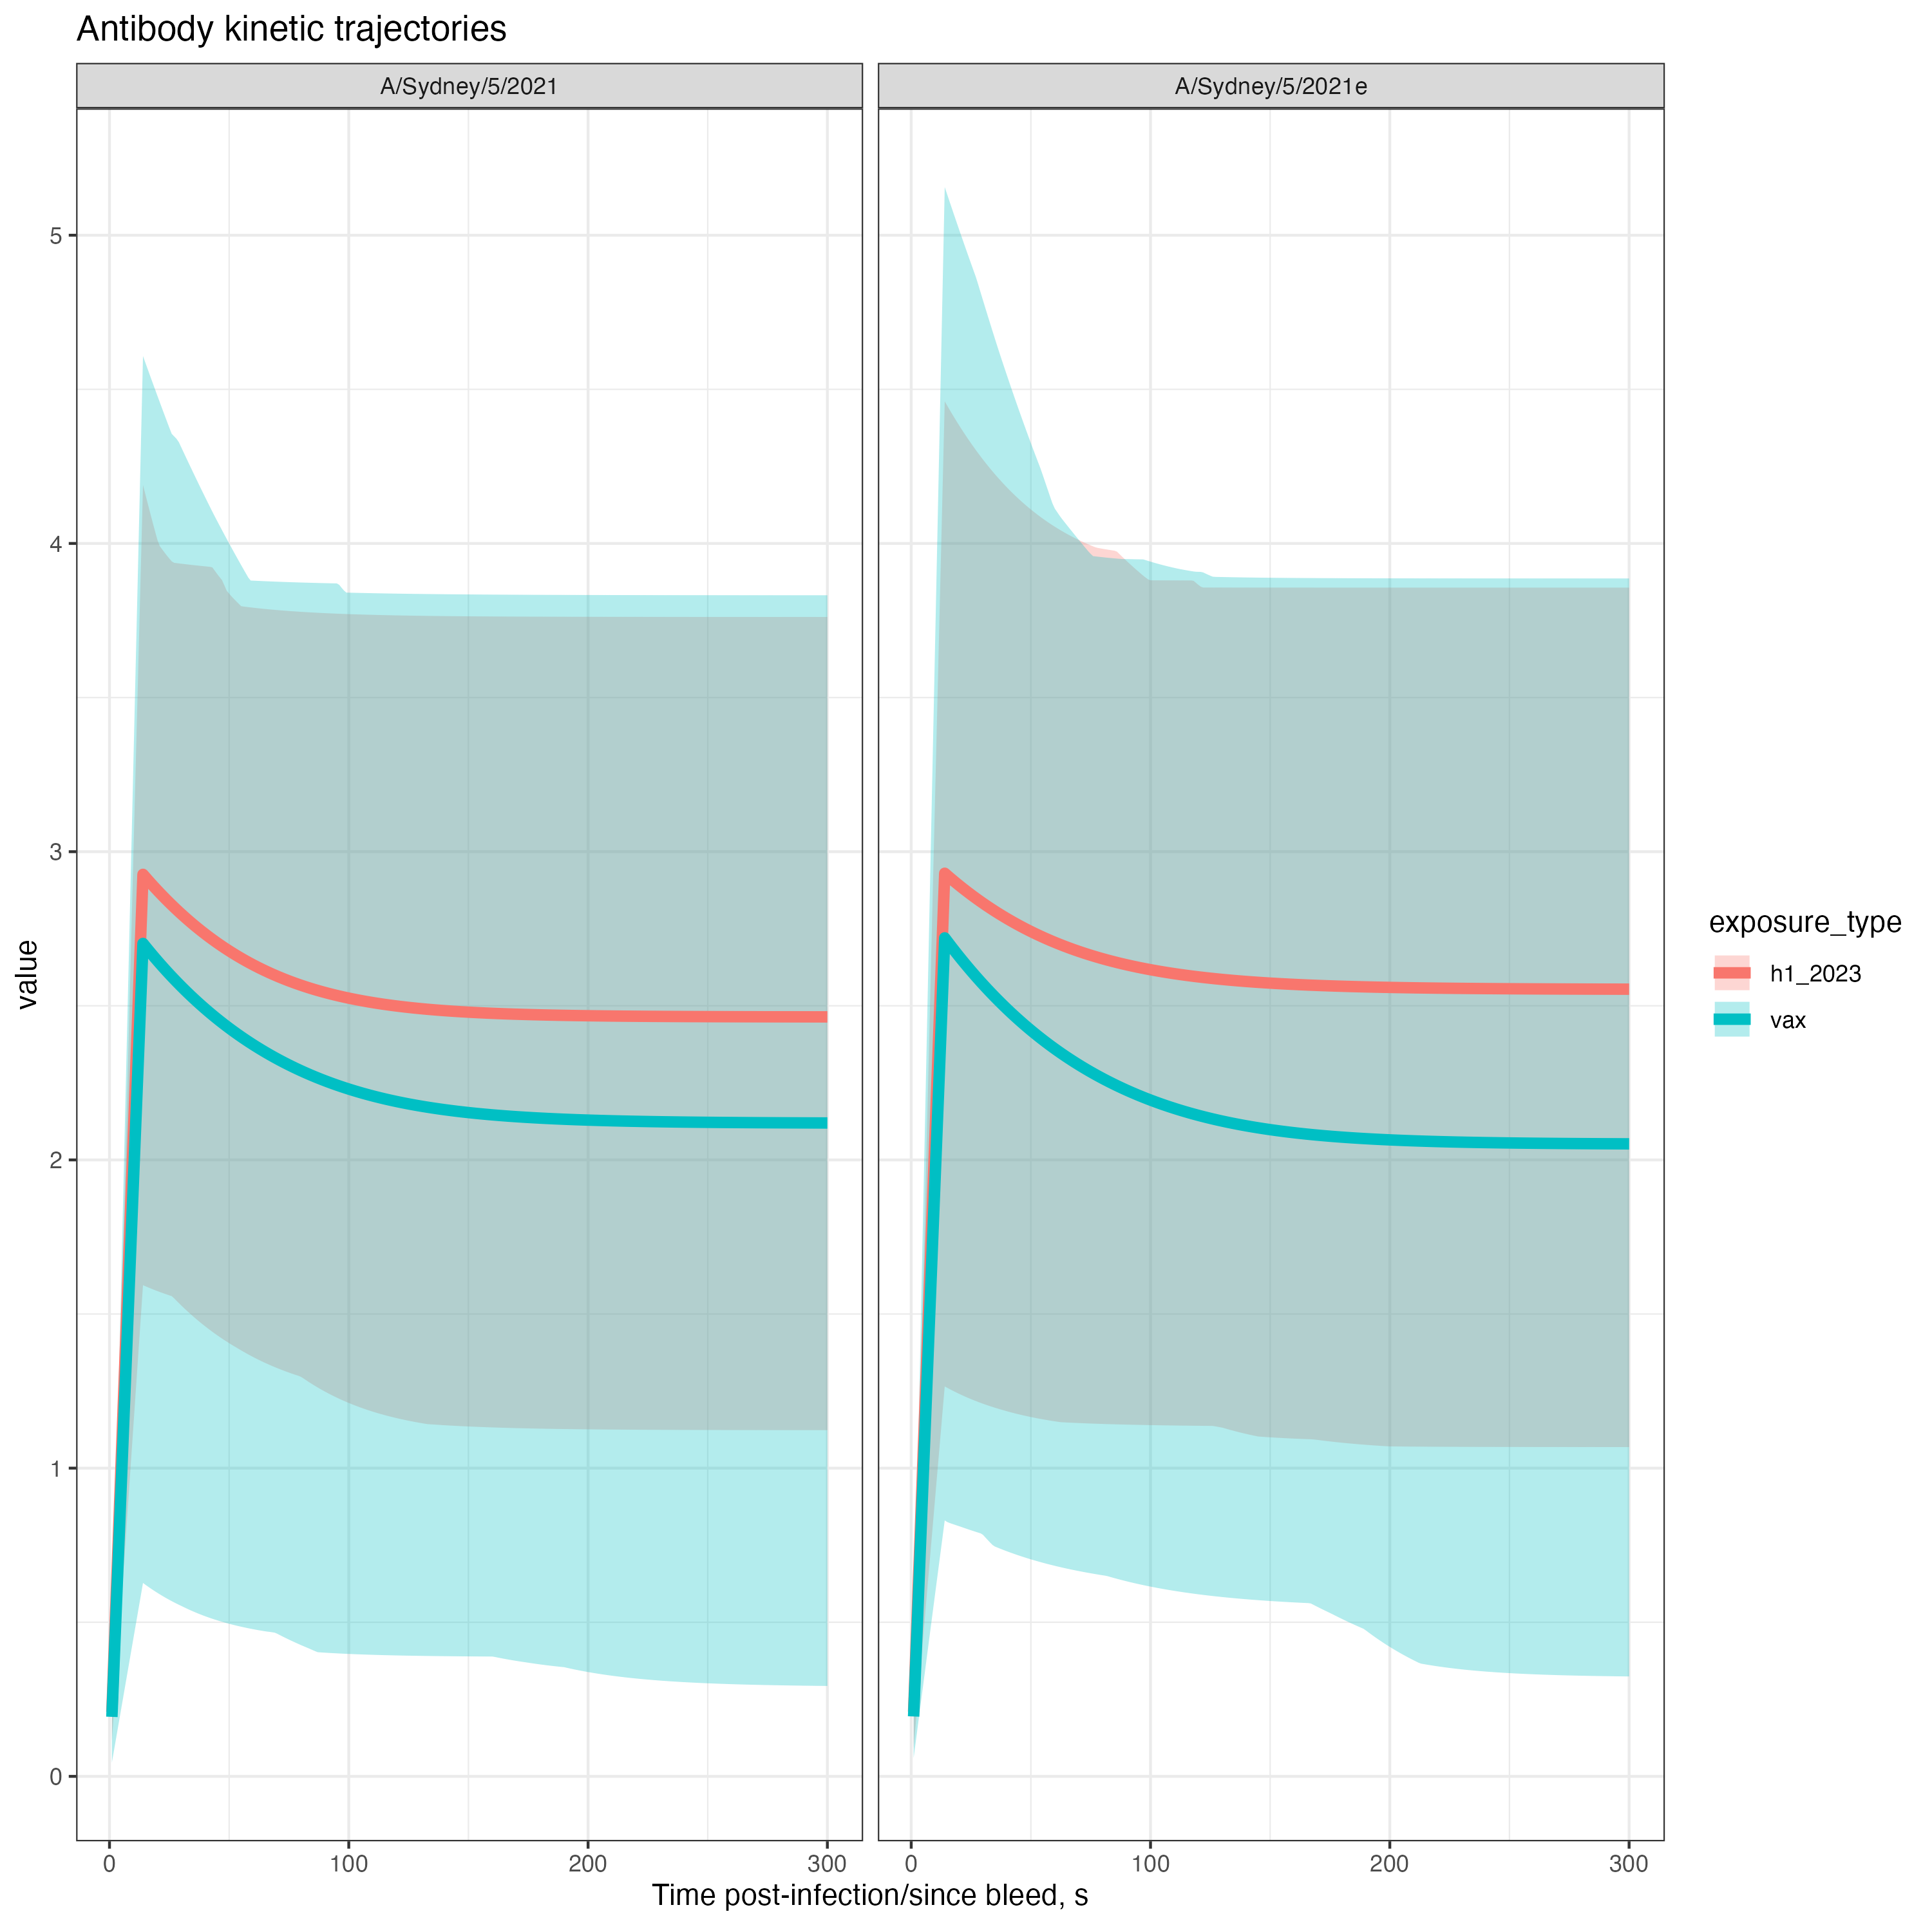 Antibody kinetic trajectories
A/Sydney/5/2021
A/Sydney/5/2021e
value
5
4
3
2
1
0
0
100
200
300
0
100
200
300
Time post-infection/since bleed, s
exposure_type
h1_2023
vax